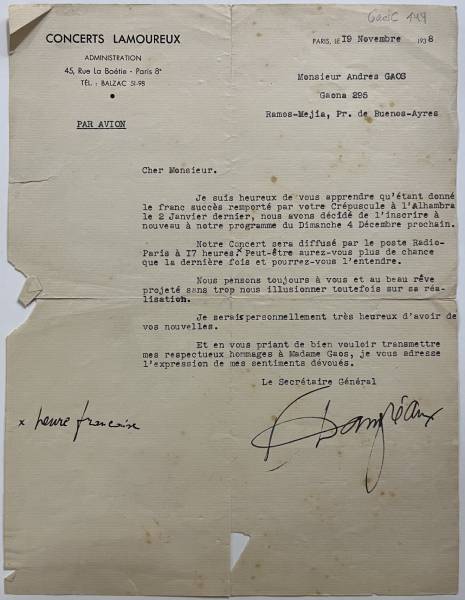 CONCERTS LAMOUREUX
ADMINISTRATION
45, Rue La Boëtie - Paris 8e
TÉL. : BALZAC 51-98
PAR AVION
PARIS, LE 19 Novembre 1938
Monsieur Andres GAOS
Gaona 295
Ramos-Mejia, Pr. de Buenos-Ayres
Cher Monsieur.
Je suis heureux de vous apprendre qu'étant donné
le franc succès remporté par votre Crépuscule à l'Alhambra
le 2 Janvier dernier, nous avons décidé de l'inscrire à
nouveau à notre programme du Dimanche 4 Décembre prochain.
Notre Concert sera diffusé par le poste Radio-
Paris à 17 heures.x Peut-être aurez-vous plus de chance
que la dernière fois et pourrez-vous l'entendre.
Nous pensons toujours à vous et au beau rêve
projeté sans trop nous illusionner toutefois sur sa réa-
lisation.
Je serais personnellement très heureux d'avoir de
vos nouvelles.
Et en vous priant de bien vouloir transmettre
mes respectueux hommages à Madame Gaos, je vous adresse
l'expression de mes sentiments dévoués.
Le Secrétaire Général
x heure francaise